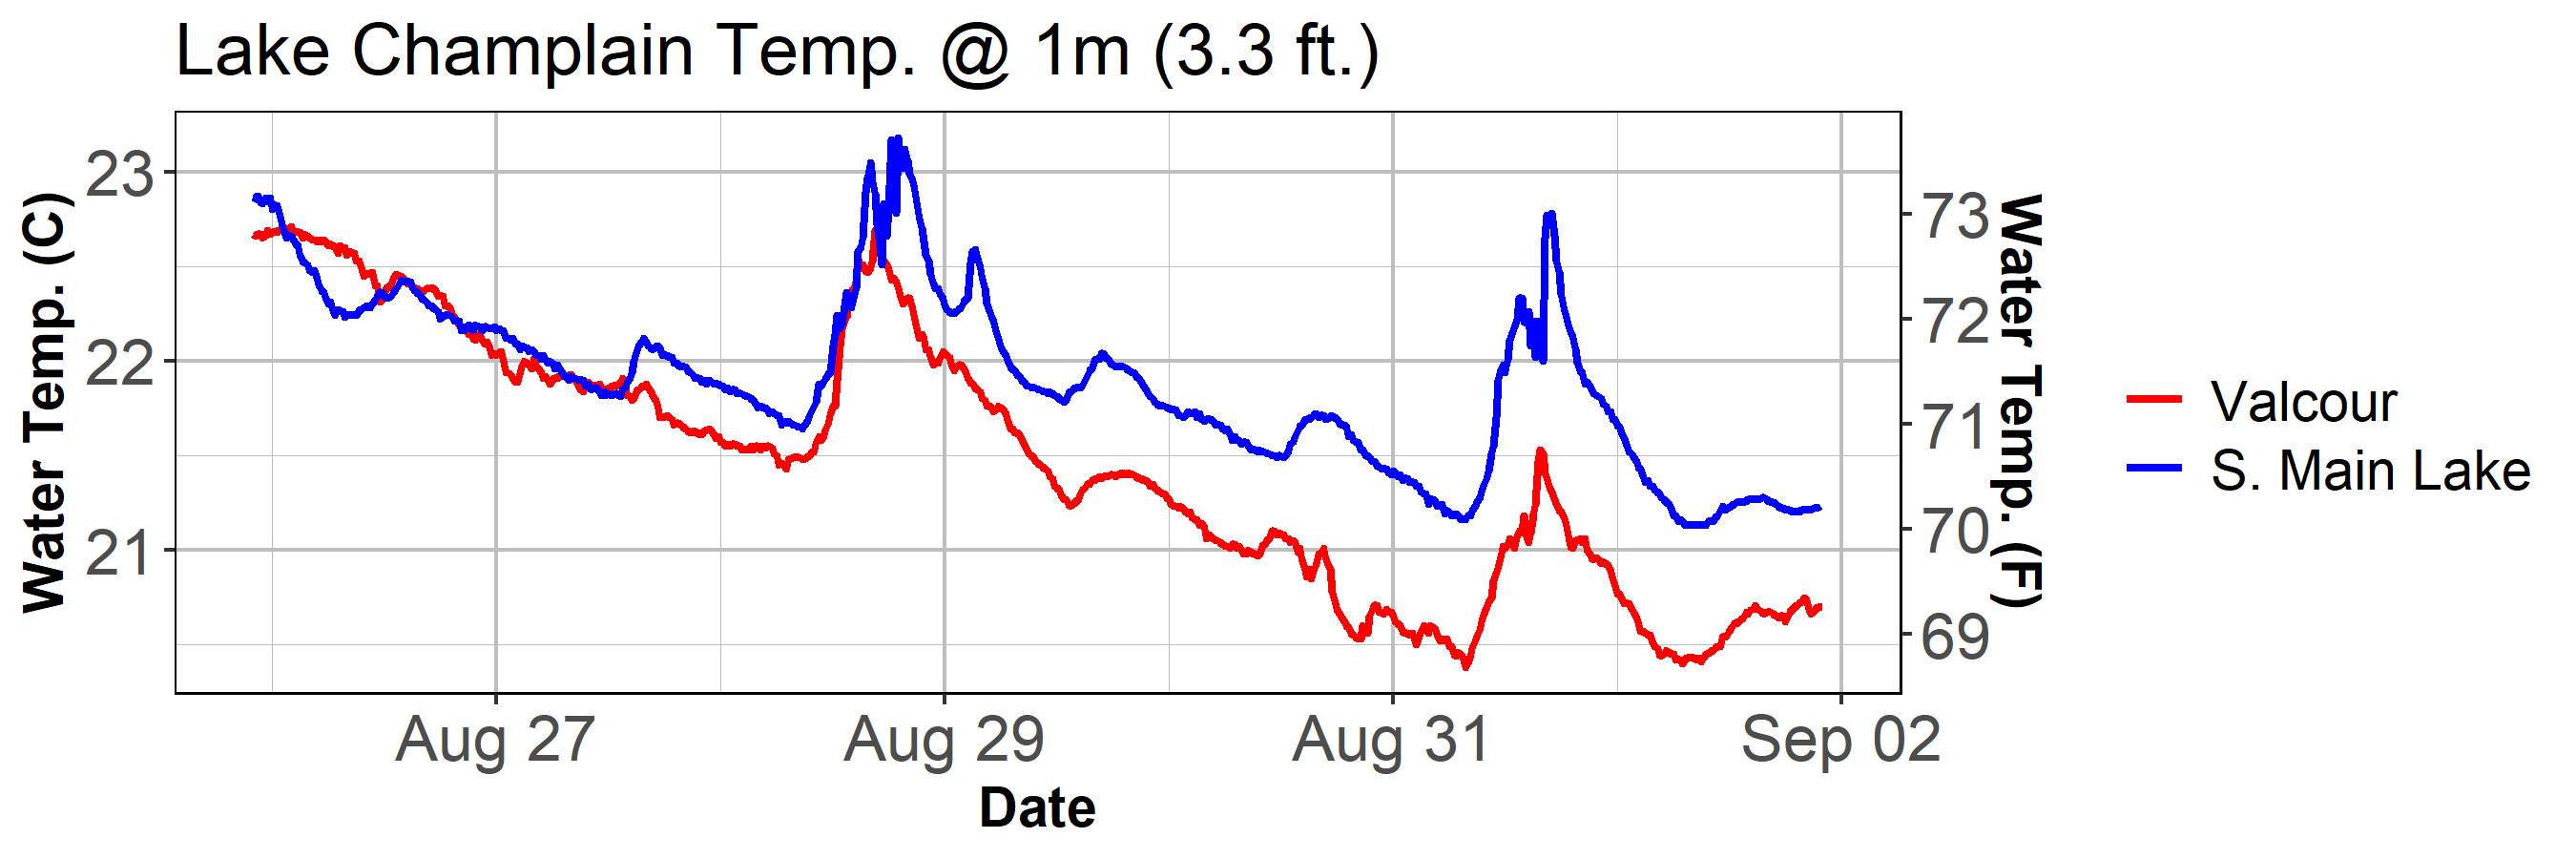 Lake Champlain Temp. @ 1m (3.3 ft.)
Water Temp. (C)
23
22
21
73
72
71
70
69
Water Temp. (F)
Aug 27
Aug 29
Aug 31
Sep 02
Date
Valcour
S. Main Lake